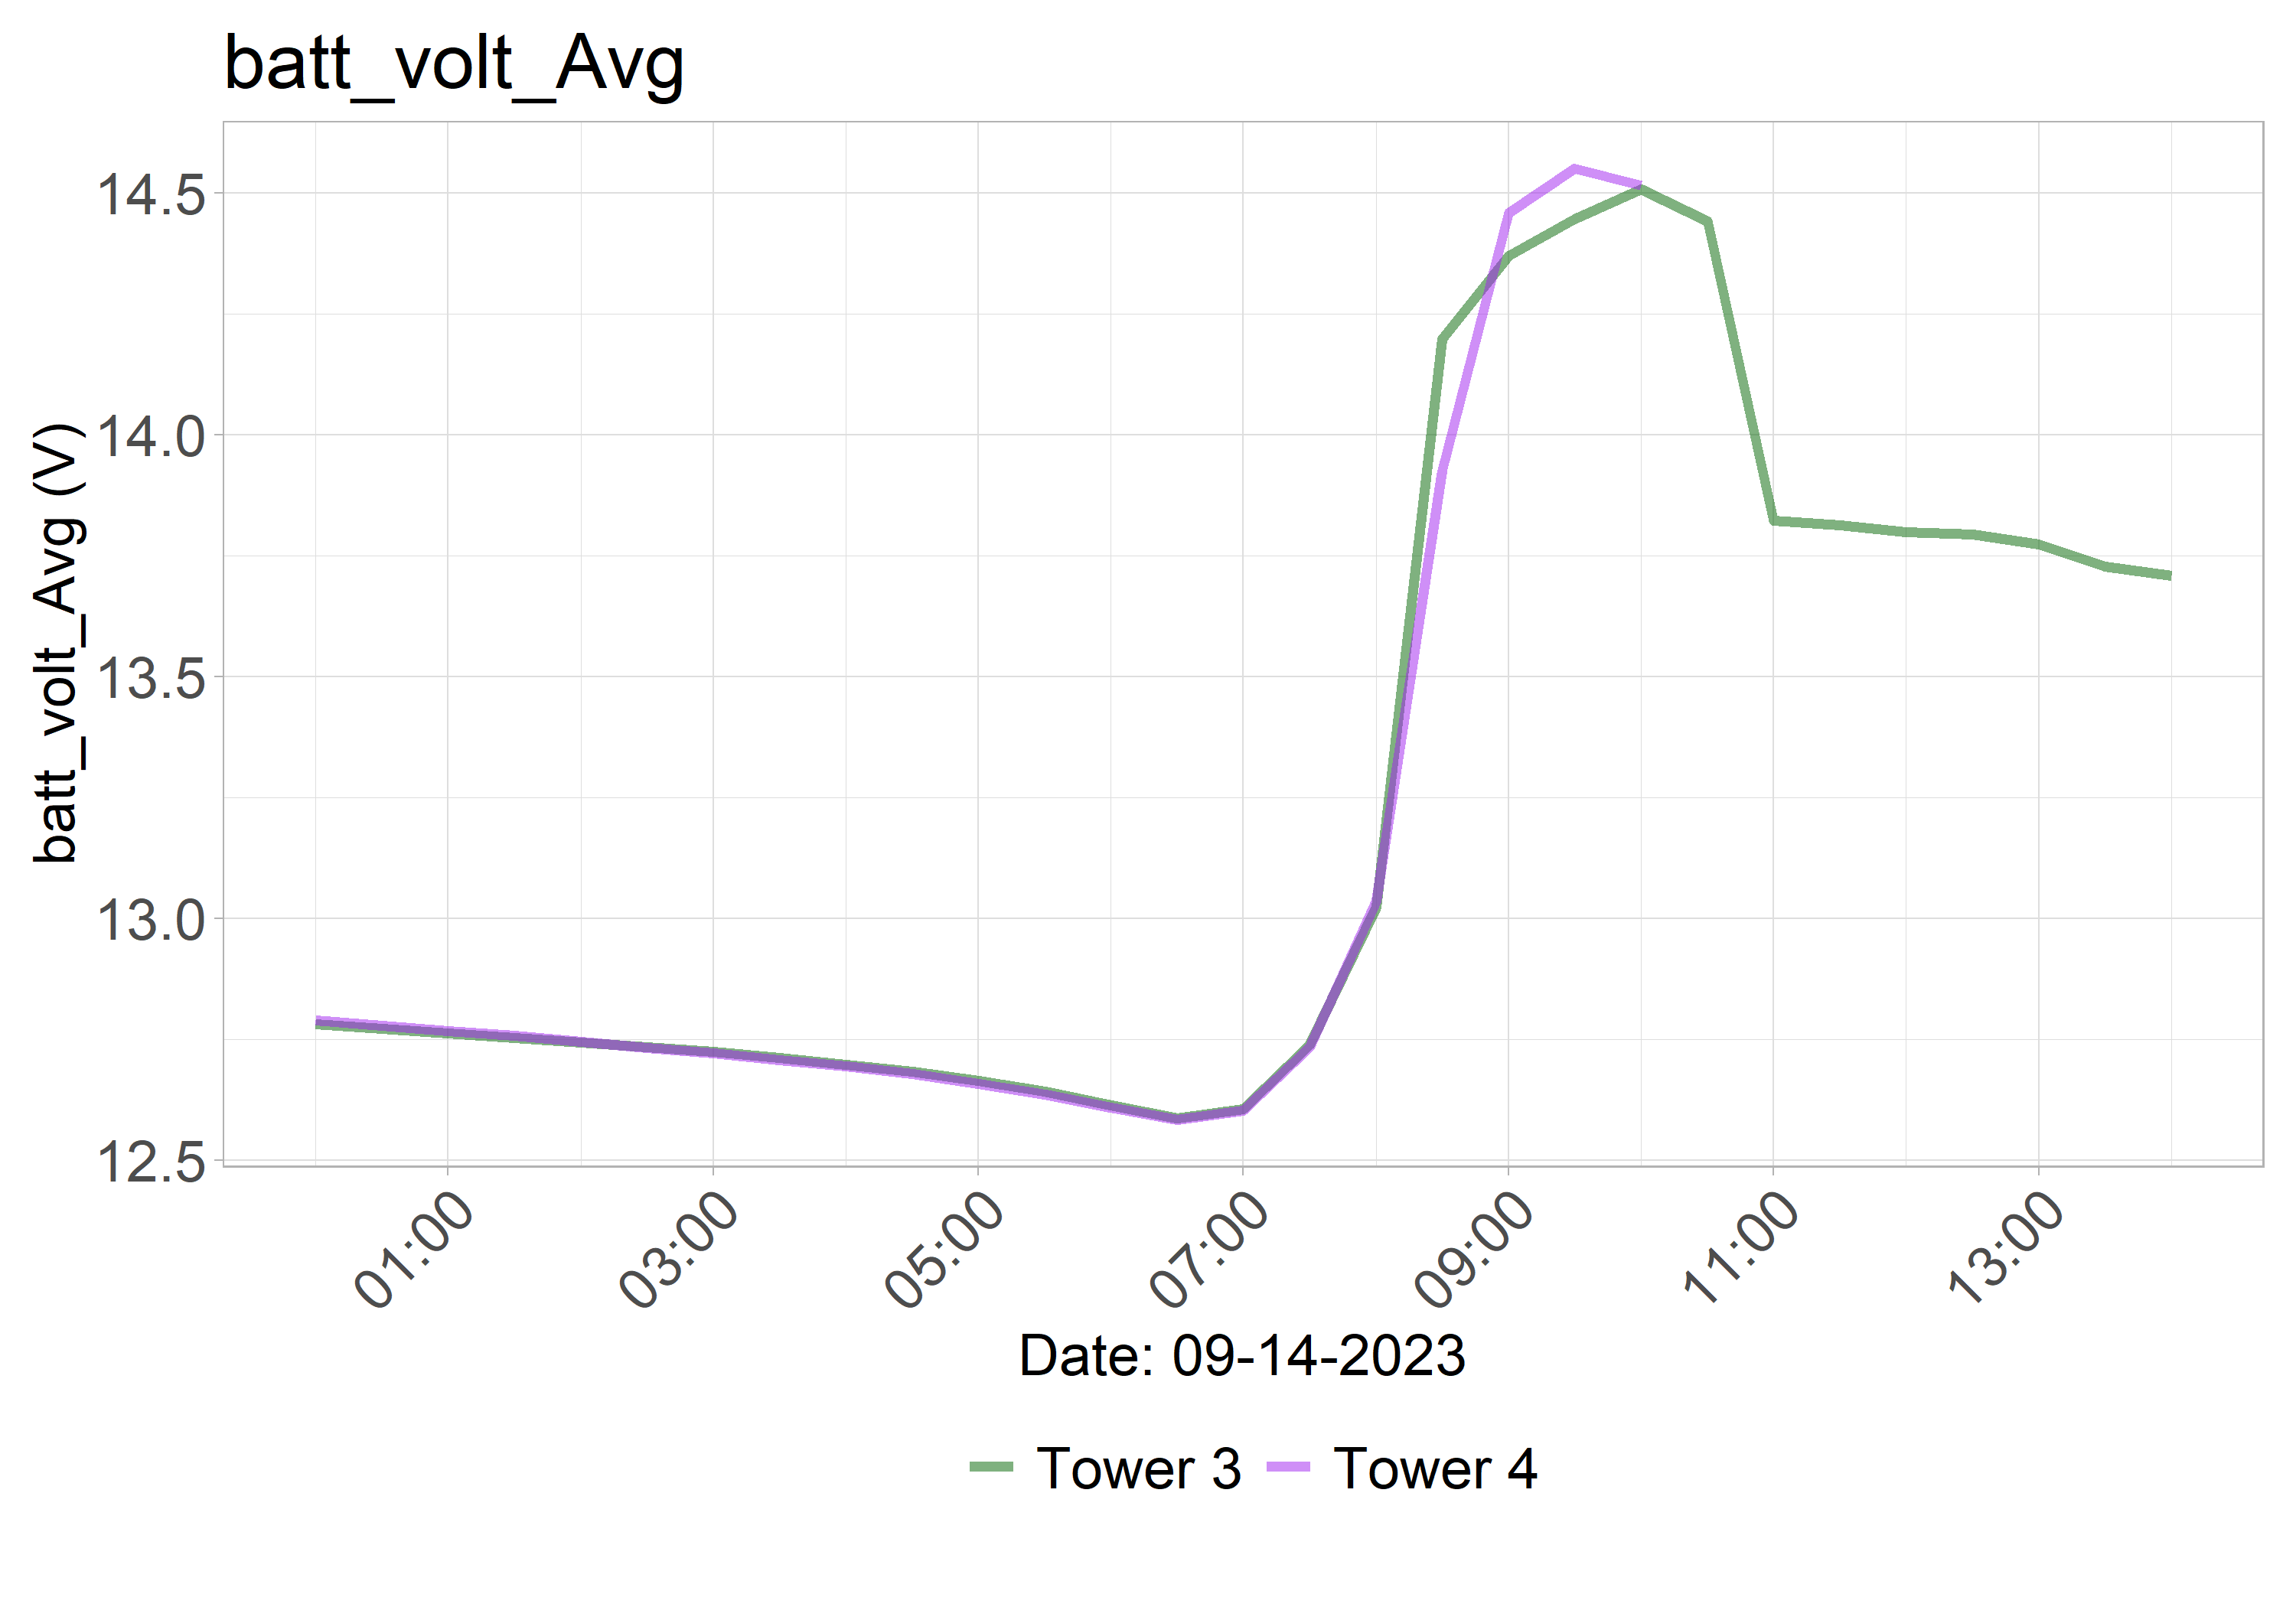 batt_volt_Avg
batt_volt_Avg (V)
14.5
14.0
13.5
13.0
12.5
01:00 03:00 05:00 07:00 09:00 11:00 13:00
Date: 09-14-2023
Tower 3 Tower 4